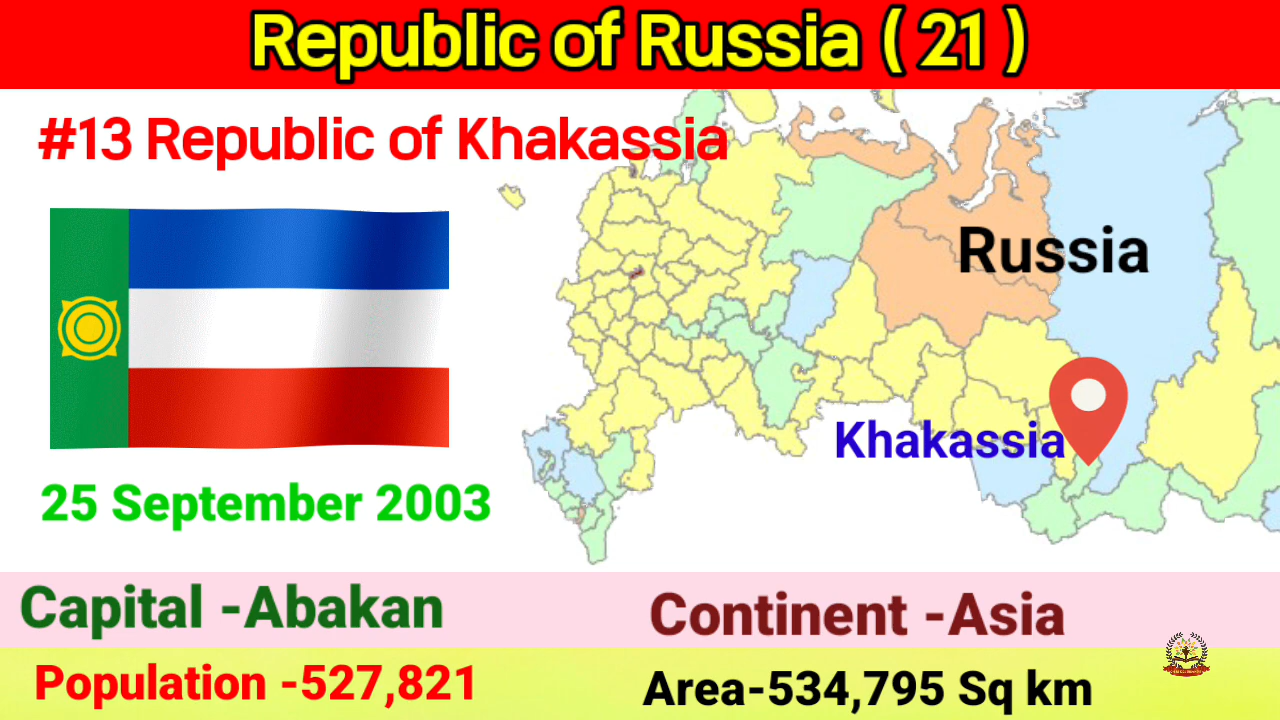 Republic of Russia ( 21 )
#13 Republic of Khakassia
Russia
Khakassia
25 September 2003
Capital -Abakan
Continent -Asia
Population -527,821
Area-534,795 Sq km